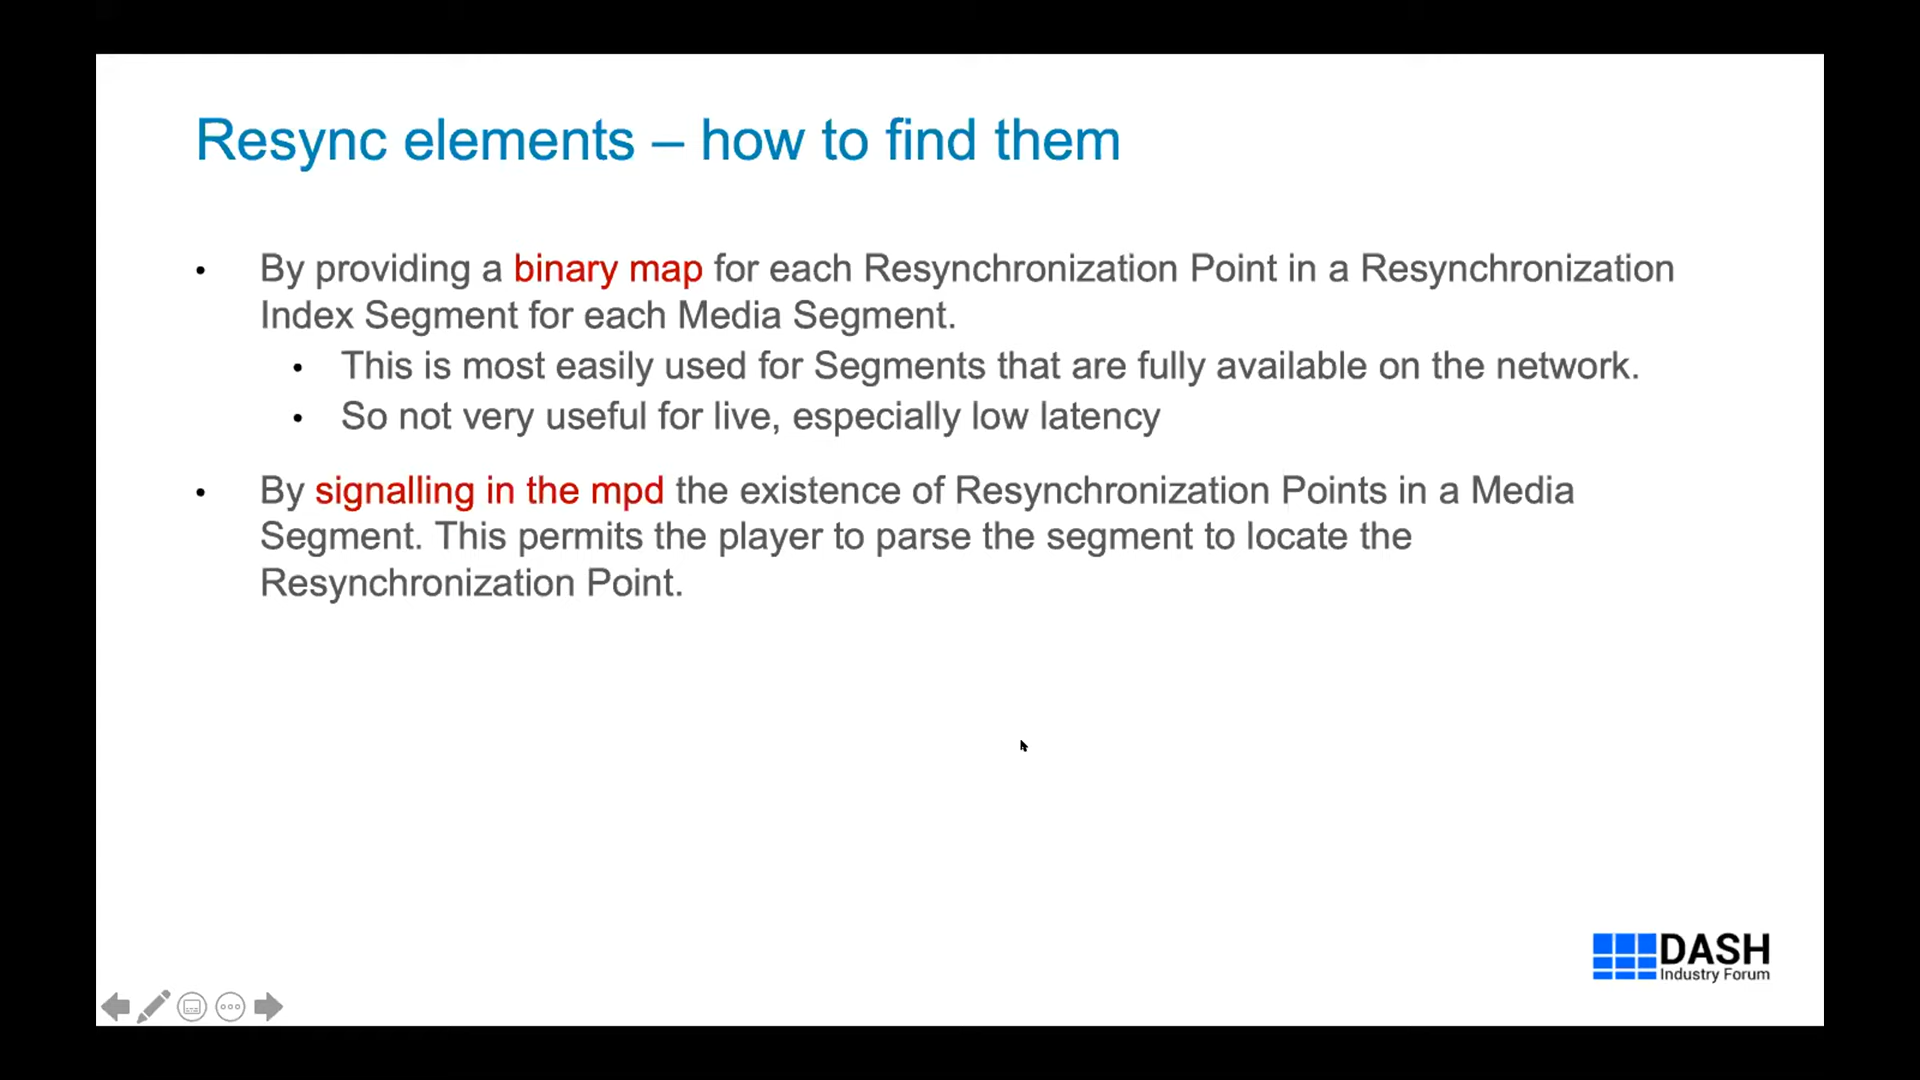 Resync elements – how to find them
• By providing a binary map for each Resynchronization Point in a Resynchronization
Index Segment for each Media Segment.
• This is most easily used for Segments that are fully available on the network.
• So not very useful for live, especially low latency
• By signalling in the mpd the existence of Resynchronization Points in a Media
Segment. This permits the player to parse the segment to locate the
Resynchronization Point.
DASH
Industry Forum